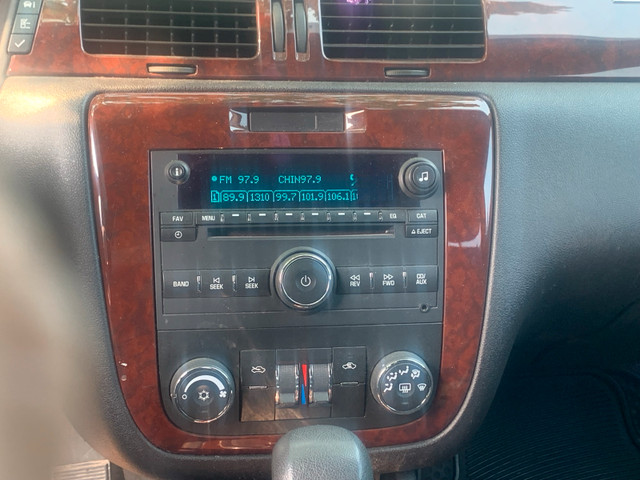 FM 97.9 CHIN97.9
1 89.9 1310 99.7 101.9 106.1
FAV MENU EQ CAT
EJECT
BAND SEEK SEEK REV FWD CD/AUX